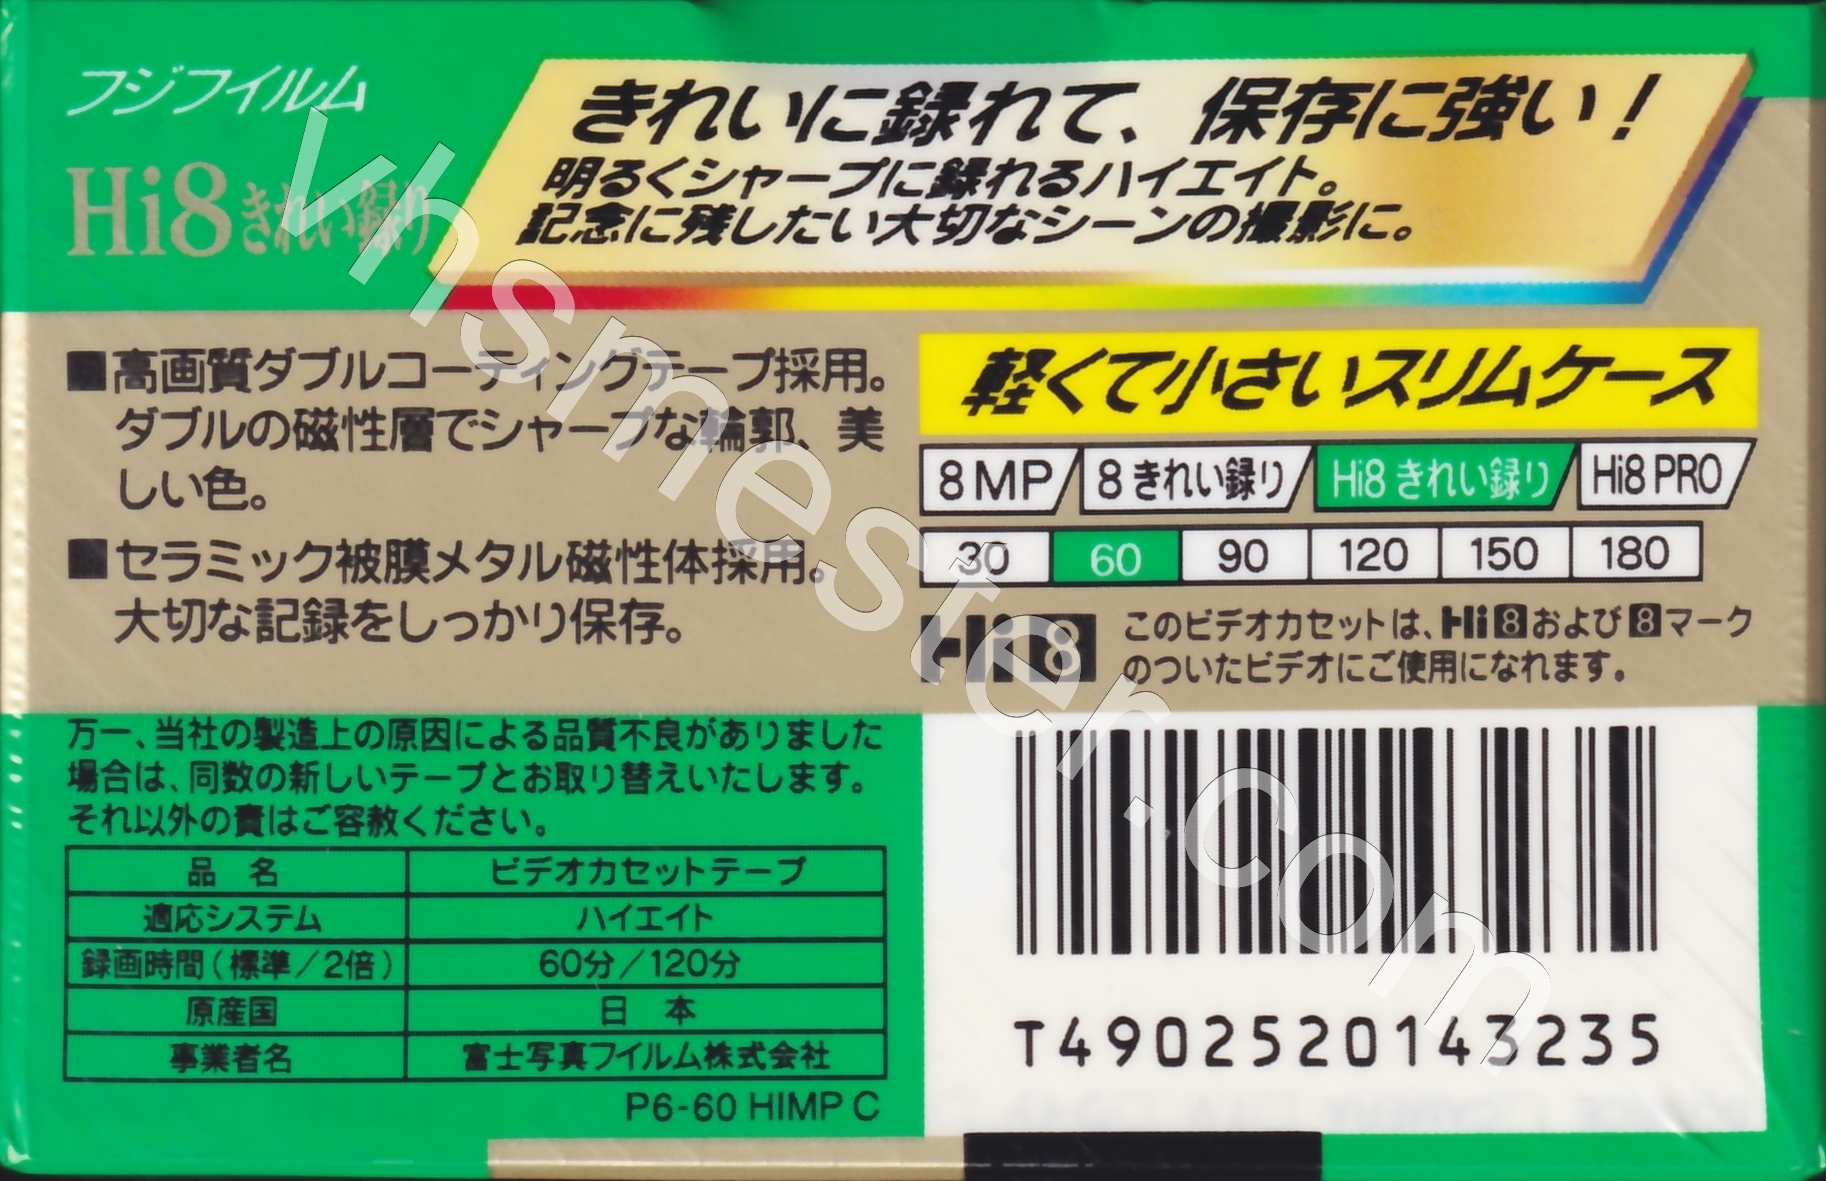 フジフイルム
Hi8きれい録り
きれいに録れて、保存に強い！
明るくシャープに録れるハイエイト。
記念に残したい大切なシーンの撮影に。
■高画質ダブルコーティングテープ採用。
ダブルの磁性層でシャープな輪郭、美
しい色。
■セラミック被膜メタル磁性体採用。
大切な記録をしっかり保存。
軽くて小さいスリムケース
8 MP 8 きれい録り Hi8 きれい録り Hi8 PRO
30 60 90 120 150 180
Hi8
このビデオカセットは、Hi8および8マーク
のついたビデオにご使用になれます。
万一、当社の製造上の原因による品質不良がありました
場合は、同数の新しいテープとお取り替えいたします。
それ以外の責はご容赦ください。
品 名 ビデオカセットテープ
適応システム ハイエイト
録画時間(標準/2倍) 60分/120分
原産国 日 本
事業者名 富士写真フイルム株式会社
P6-60 HIMP C
T4902520143235
vhsmester.com